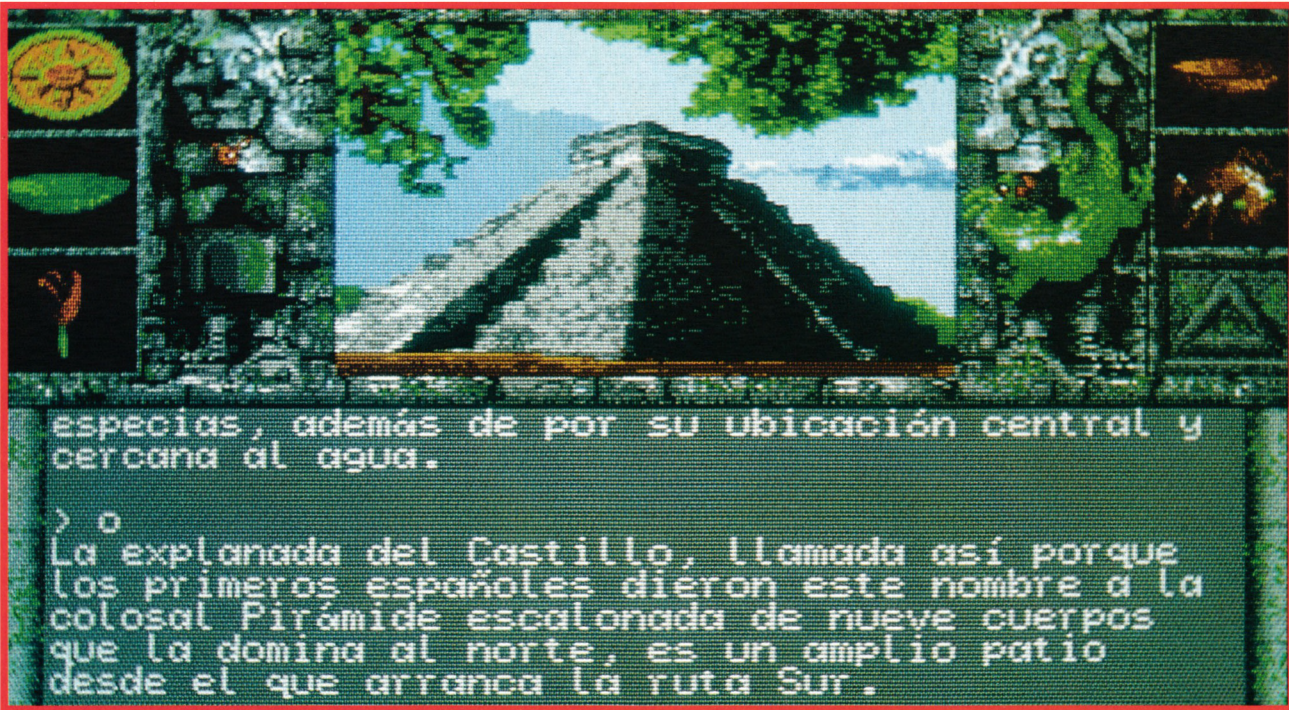 especias, además de por su ubicación central y
cercana al agua.
> o
La explanada del Castillo, llamada así porque
los primeros españoles dieron este nombre a la
colosal Pirámide escalonada de nueve cuerpos
que la domina al norte, es un amplio patio
desde el que arranca la ruta Sur.